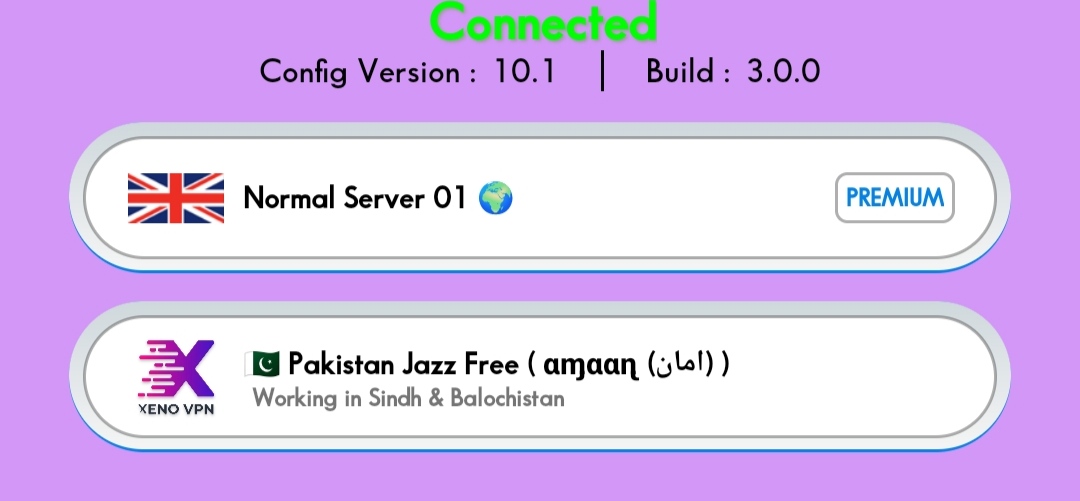 Connected
Config Version : 10.1 | Build : 3.0.0
Normal Server 01
PREMIUM
Pakistan Jazz Free ( αɱααɳ (امان) )
XENO VPN
Working in Sindh & Balochistan